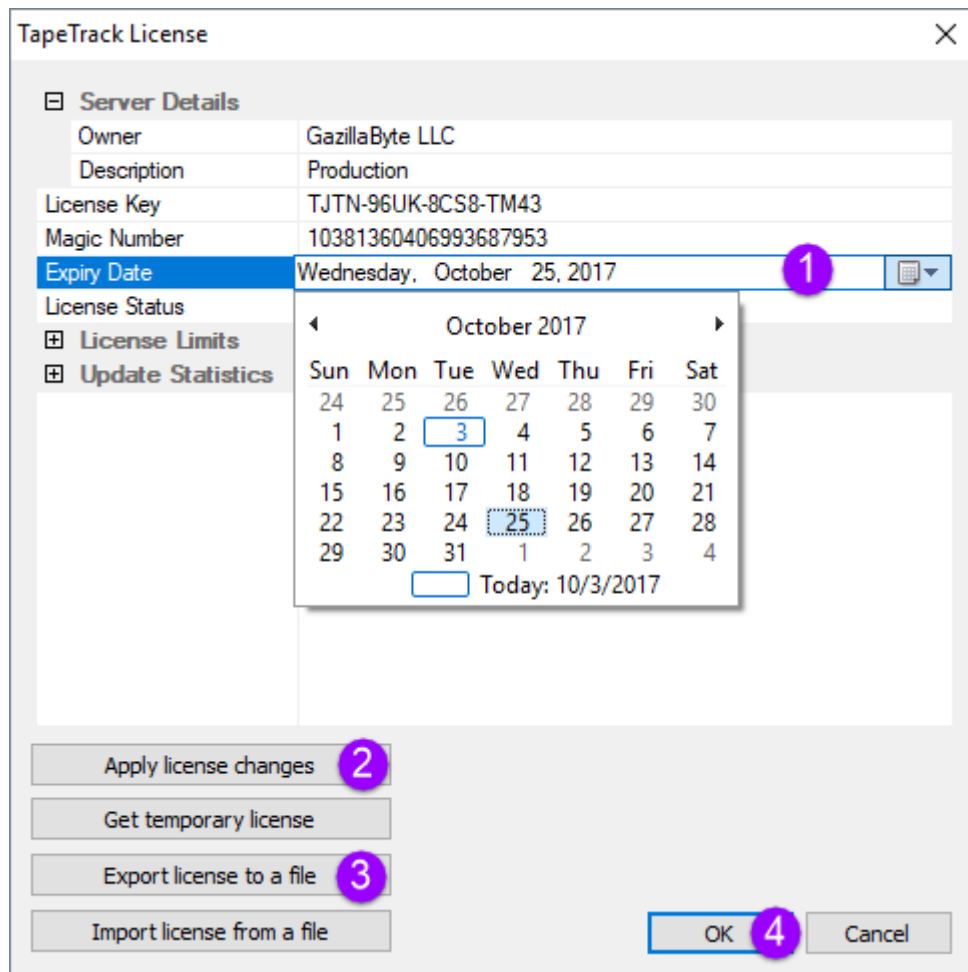 TapeTrack License
Server Details
Owner GazillaByte LLC
Description Production
License Key TJTN-96UK-8CS8-TM43
Magic Number 10381360406993687953
Expiry Date Wednesday, October 25, 2017 1
License Status
License Limits
Update Statistics
October 2017
Sun Mon Tue Wed Thu Fri Sat
24 25 26 27 28 29 30
1 2 3 4 5 6 7
8 9 10 11 12 13 14
15 16 17 18 19 20 21
22 23 24 25 26 27 28
29 30 31 1 2 3 4
Today: 10/3/2017
Apply license changes 2
Get temporary license
Export license to a file 3
Import license from a file
OK 4 Cancel